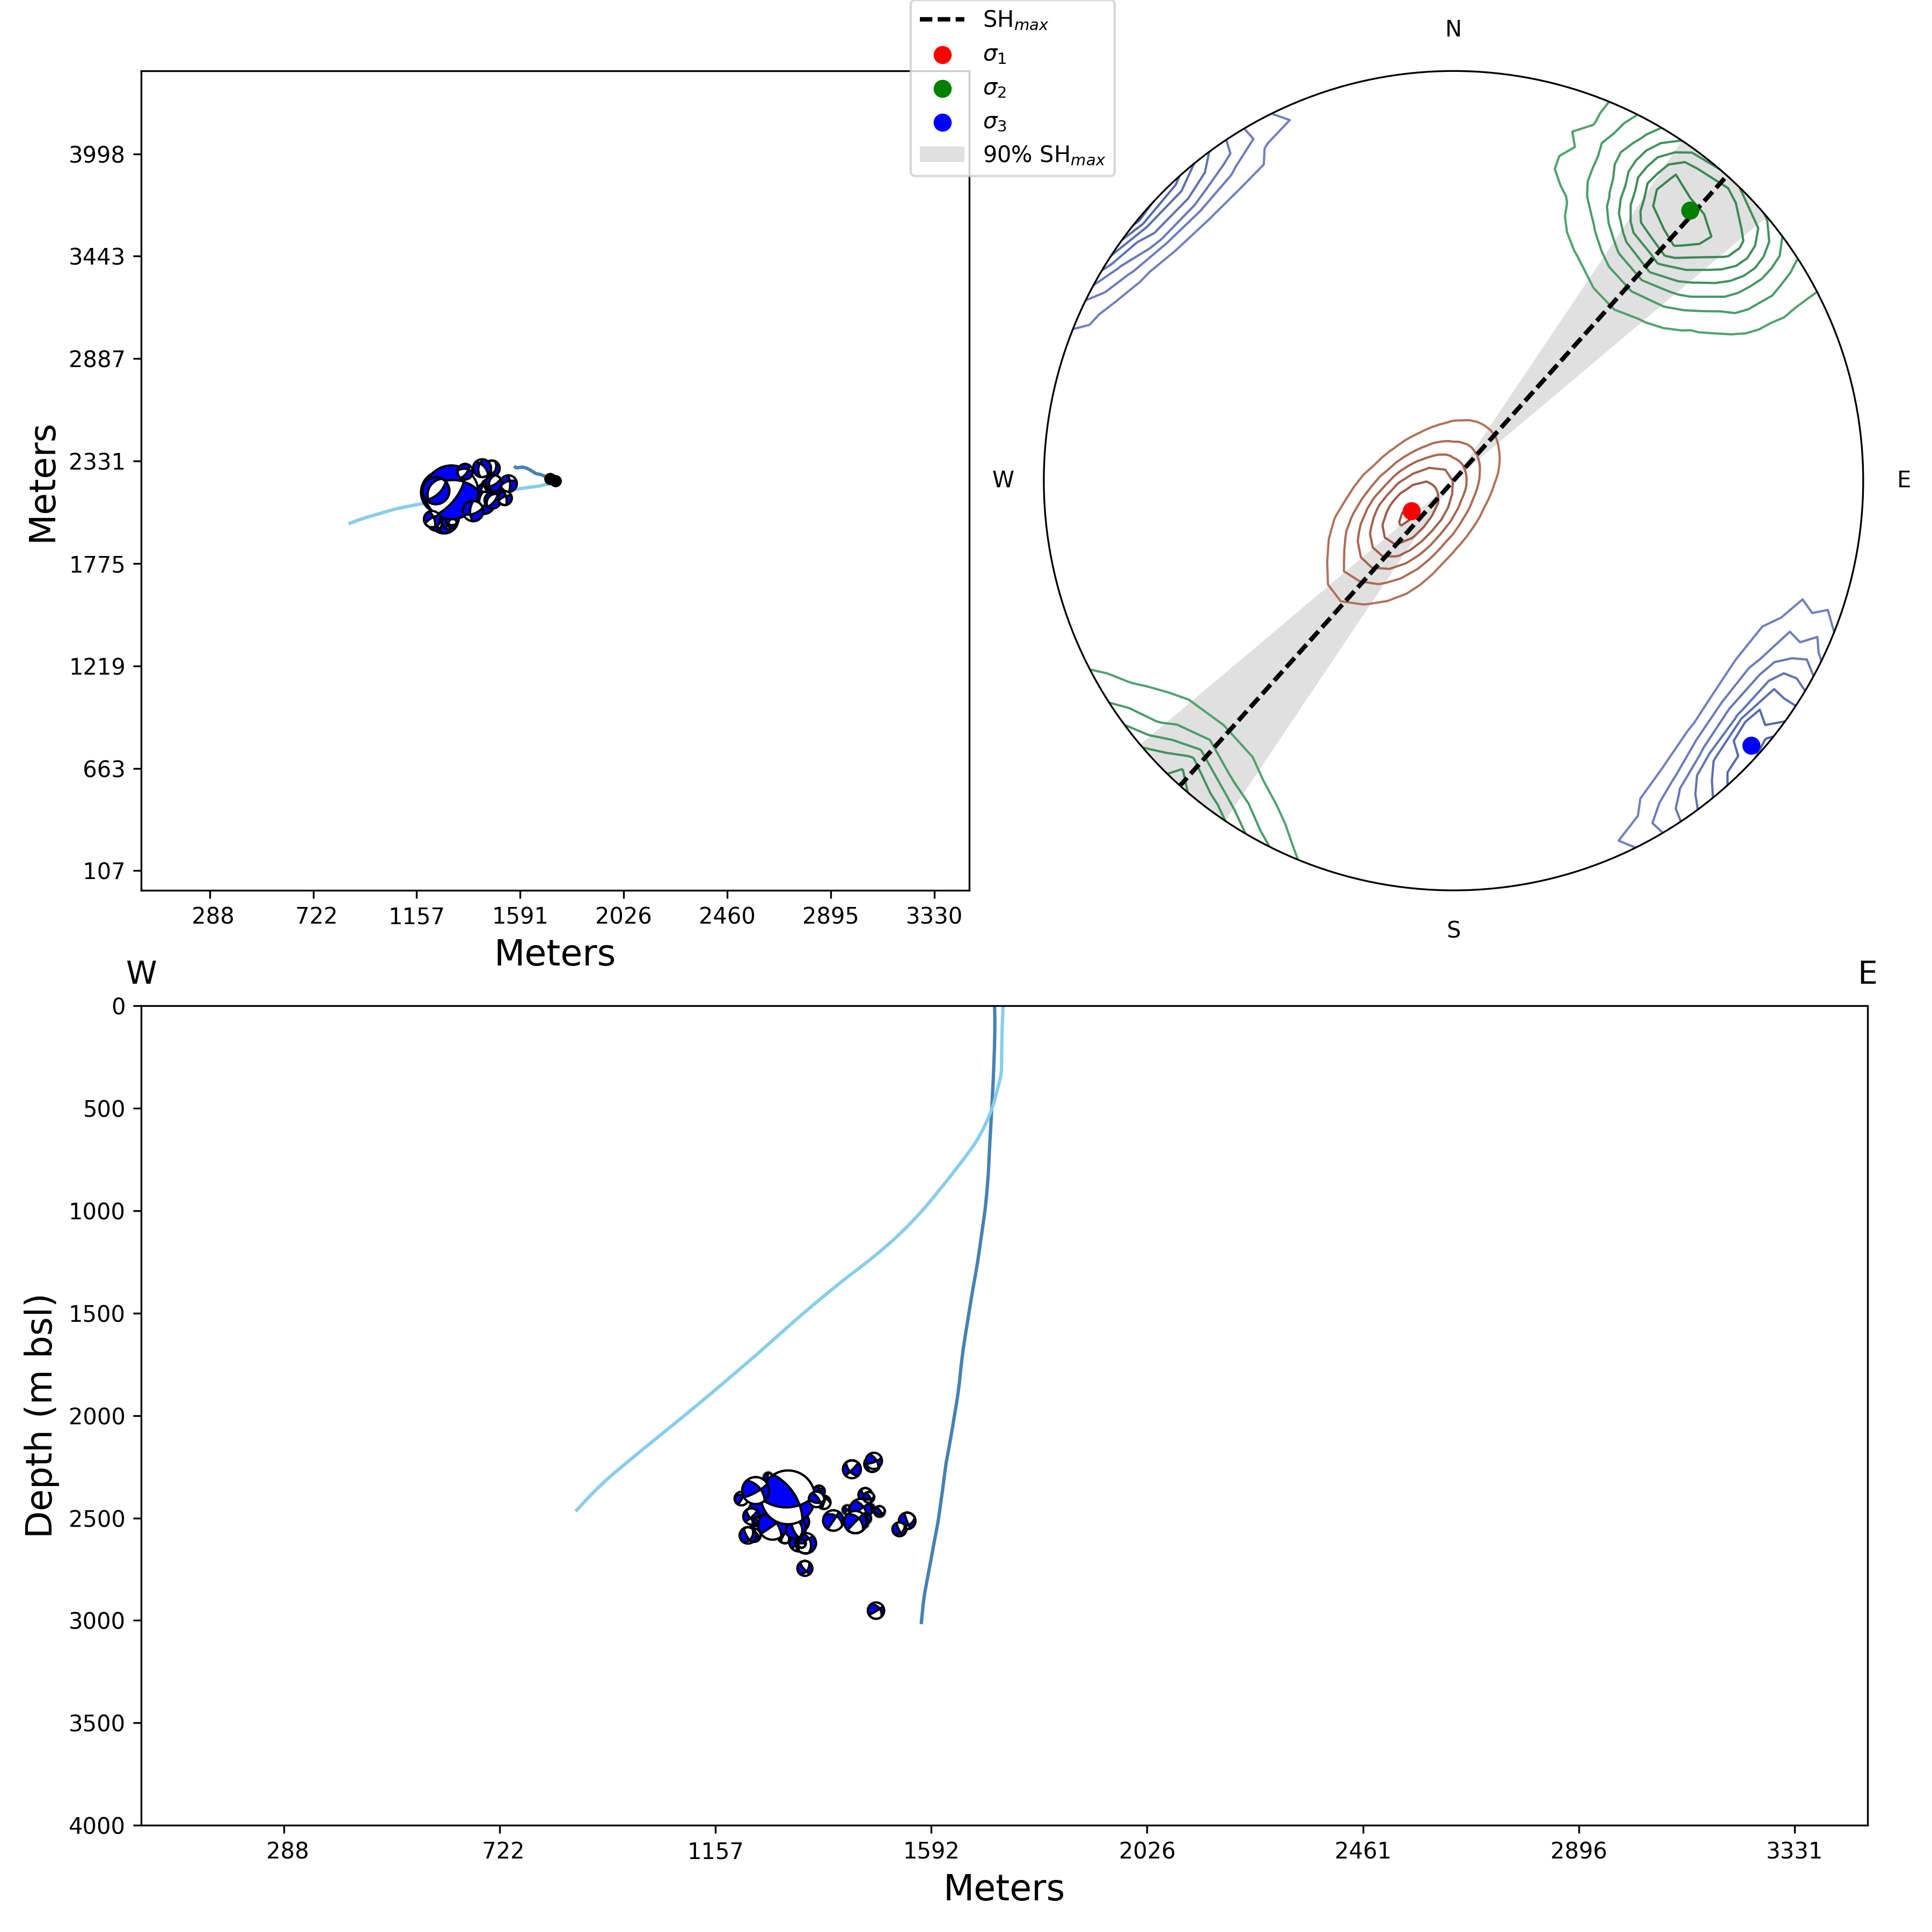 SHmax
σ1
σ2
σ3
90% SHmax
N
W
E
S
Meters
3998
3443
2887
2331
1775
1219
663
107
288 722 1157 1591 2026 2460 2895 3330
Meters
W E
Depth (m bsl)
0
500
1000
1500
2000
2500
3000
3500
4000
288 722 1157 1592 2026 2461 2896 3331
Meters